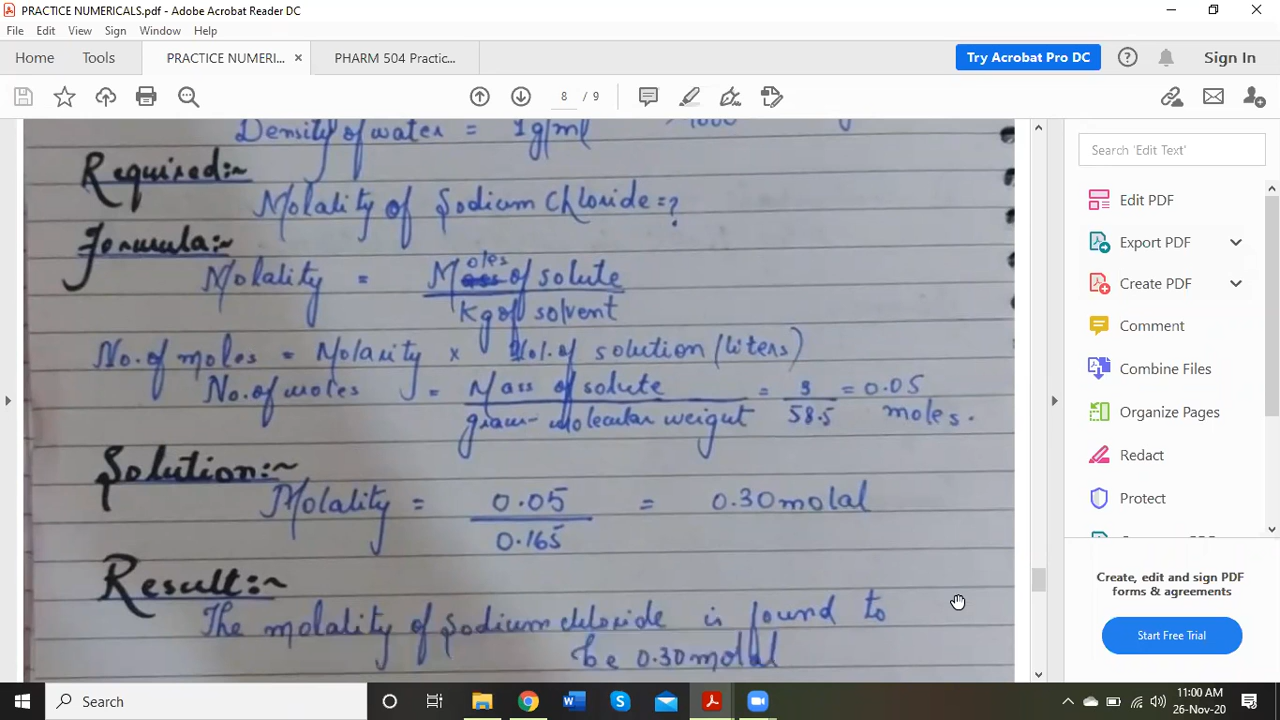 PRACTICE NUMERICALS.pdf - Adobe Acrobat Reader DC
File Edit View Sign Window Help
Home Tools PRACTICE NUMERI... × PHARM 504 Practic... Try Acrobat Pro DC Sign In
8 / 9
Density of water = 1g/ml
Required:~
Molality of Sodium Chloride = ?
Formula:~
Molality = Moles of solute
Kg of solvent
No. of moles = Molarity × Vol. of solution (liters)
No. of moles = Mass of solute = 3 = 0.05
gram-molecular weight 58.5 moles.
Solution:~
Molality = 0.05 = 0.30 molal
0.165
Result:~
The molality of sodium chloride is found to
be 0.30 molal
Search 'Edit Text'
Edit PDF
Export PDF
Create PDF
Comment
Combine Files
Organize Pages
Redact
Protect
Create, edit and sign PDF
forms & agreements
Start Free Trial
Search
11:00 AM
26-Nov-20